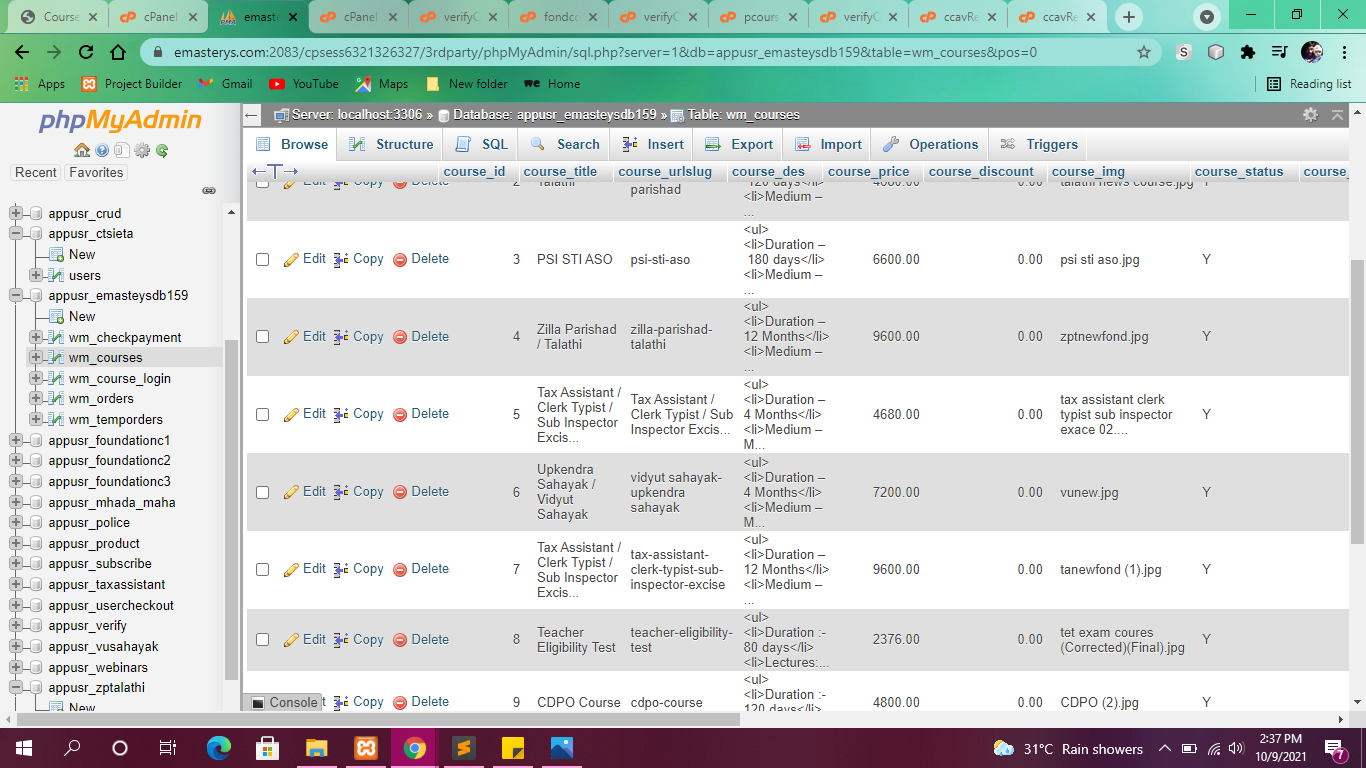 Course
cPanel
emaste
cPanel
verifyC
fondco
verifyC
pcours
verifyC
ccavRe
ccavRe
emasterys.com:2083/cpsess6321326327/3rdparty/phpMyAdmin/sql.php?server=1&db=appusr_emasteysdb159&table=wm_courses&pos=0
Apps
Project Builder
Gmail
YouTube
Maps
New folder
Home
Reading list
phpMyAdmin
Recent
Favorites
appusr_crud
appusr_ctsieta
New
users
appusr_emasteysdb159
New
wm_checkpayment
wm_courses
wm_course_login
wm_orders
wm_temporders
appusr_foundationc1
appusr_foundationc2
appusr_foundationc3
appusr_mhada_maha
appusr_police
appusr_product
appusr_subscribe
appusr_taxassistant
appusr_usercheckout
appusr_verify
appusr_vusahayak
appusr_webinars
appusr_zptalathi
New
Server: localhost:3306 » Database: appusr_emasteysdb159 » Table: wm_courses
Browse
Structure
SQL
Search
Insert
Export
Import
Operations
Triggers
course_id course_title course_urlslug course_des course_price course_discount course_img course_status course_
Edit Copy Delete 2 Talathi parishad 120 days</li> 4680.00 0.00 talathi news course.jpg Y
<li>Medium –
...
<ul>
<li>Duration –
Edit Copy Delete 3 PSI STI ASO psi-sti-aso 180 days</li> 6600.00 0.00 psi sti aso.jpg Y
<li>Medium –
...
<ul>
<li>Duration –
Edit Copy Delete 4 Zilla Parishad / Talathi zilla-parishad-talathi 12 Months</li> 9600.00 0.00 zptnewfond.jpg Y
<li>Medium –
...
<ul>
<li>Duration –
Edit Copy Delete 5 Tax Assistant / Clerk Typist / Sub Inspector Excis... Tax Assistant / Clerk Typist / Sub Inspector Excis... 4 Months</li> 4680.00 0.00 tax assistant clerk typist sub inspector exace 02.... Y
<li>Medium –
M...
<ul>
<li>Duration –
Edit Copy Delete 6 Upkendra Sahayak / Vidyut Sahayak vidyut sahayak-upkendra sahayak 4 Months</li> 7200.00 0.00 vunew.jpg Y
<li>Medium –
M...
<ul>
<li>Duration –
Edit Copy Delete 7 Tax Assistant / Clerk Typist / Sub Inspector Excis... tax-assistant-clerk-typist-sub-inspector-excise 12 Months</li> 9600.00 0.00 tanewfond (1).jpg Y
<li>Medium –
...
<ul>
<li>Duration :-
Edit Copy Delete 8 Teacher Eligibility Test teacher-eligibility-test 80 days</li> 2376.00 0.00 tet exam coures (Corrected)(Final).jpg Y
<li>Lectures:...
<ul>
<li>Duration :-
Console t Copy Delete 9 CDPO Course cdpo-course 120 days</li> 4800.00 0.00 CDPO (2).jpg Y
31°C Rain showers
2:37 PM
10/9/2021
7